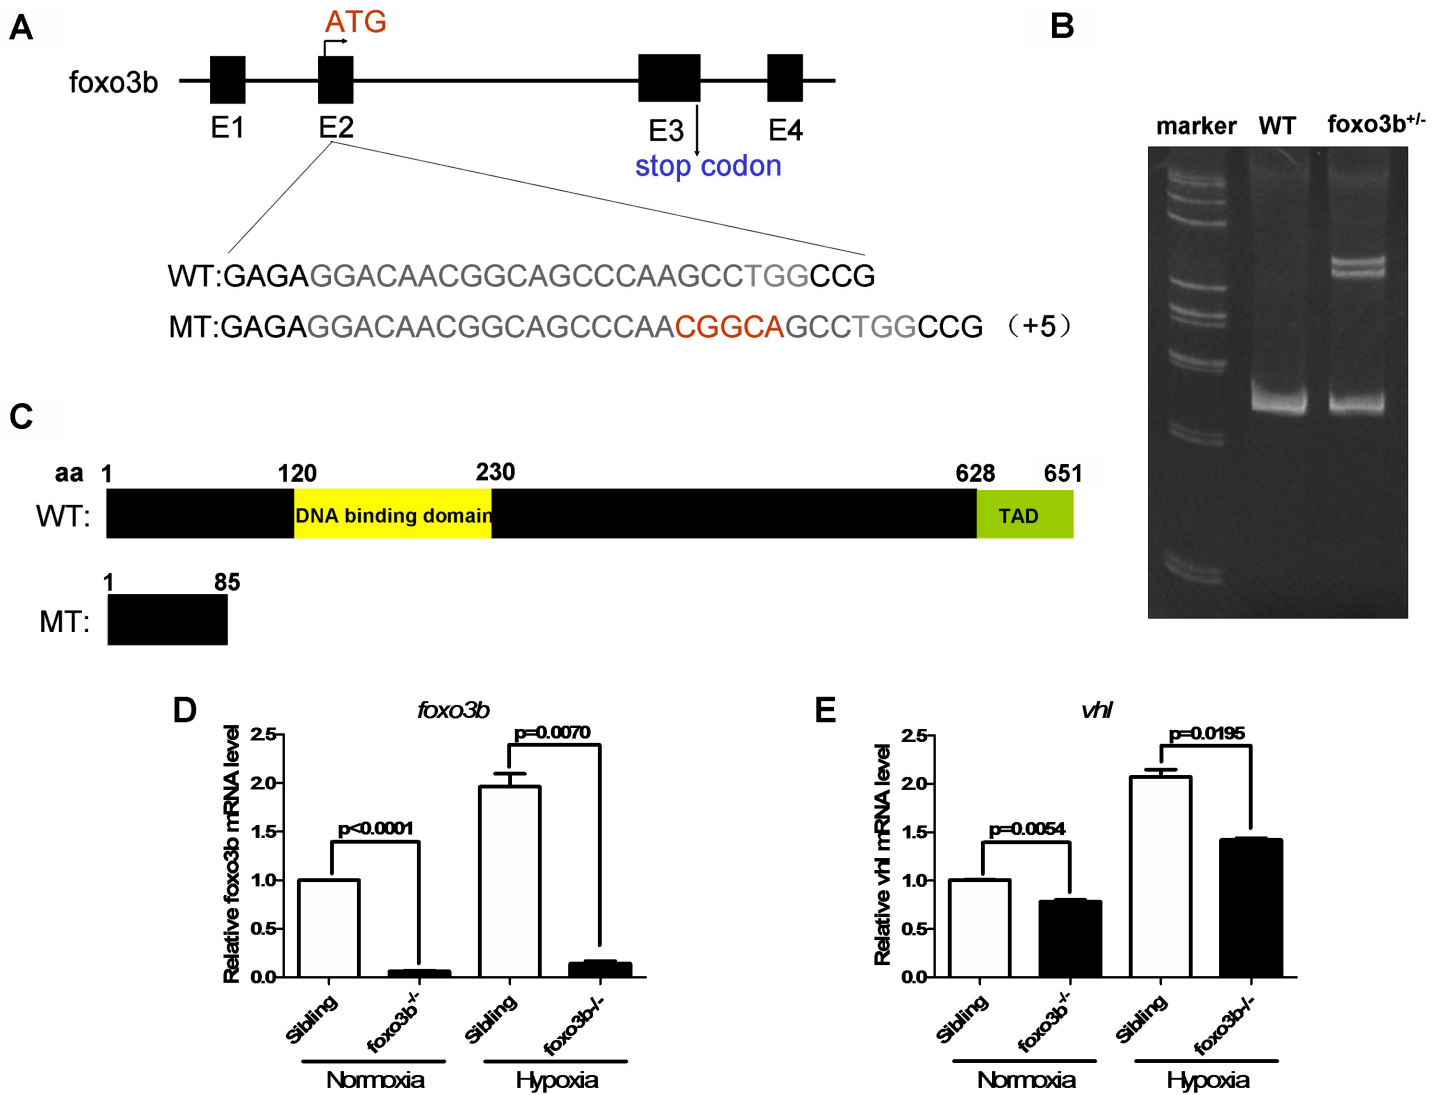 A
ATG
foxo3b
E1
E2
E3
E4
stop codon
WT:GAGAGGACAACGGCAGCCCAAGCCTGGCCG
MT:GAGAGGACAACGGCAGCCCAACGGCAGCCTGGCCG （+5）
B
marker WT foxo3b+/-
C
aa 1 120 230 628 651
WT: DNA binding domain TAD
1 85
MT:
D
foxo3b
Relative foxo3b mRNA level
2.5
2.0
1.5
1.0
0.5
0.0
p<0.0001
p=0.0070
Sibling
foxo3b-/-
Sibling
foxo3b-/-
Normoxia
Hypoxia
E
vhl
Relative vhl mRNA level
2.5
2.0
1.5
1.0
0.5
0.0
p=0.0054
p=0.0195
Sibling
foxo3b-/-
Sibling
foxo3b-/-
Normoxia
Hypoxia